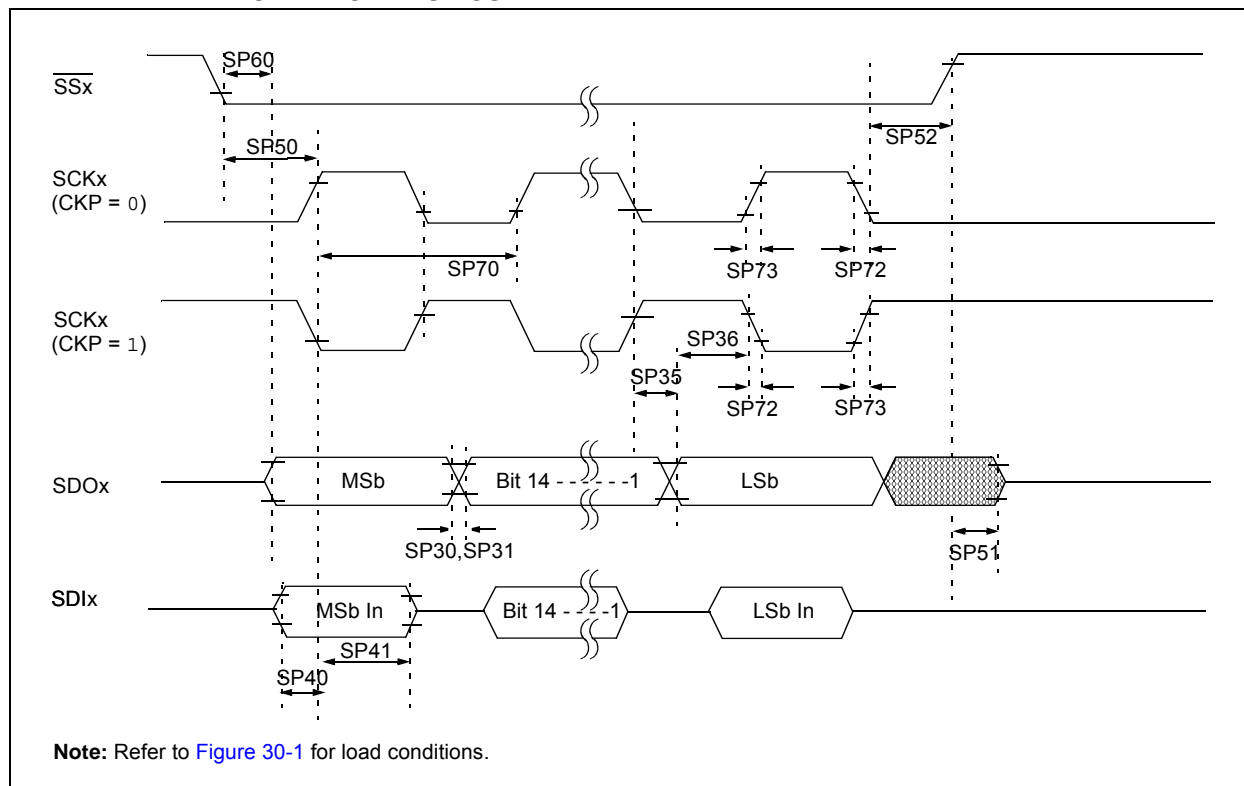 SP60
SSx
SP52
SP50
SCKx
(CKP = 0)
SP70
SP73
SP72
SCKx
(CKP = 1)
SP36
SP35
SP72
SP73
SDOx
MSb
Bit 14 - - - - - -1
LSb
SP30,SP31
SP51
SDIx
MSb In
Bit 14 - - - -1
LSb In
SP41
SP40
Note: Refer to Figure 30-1 for load conditions.